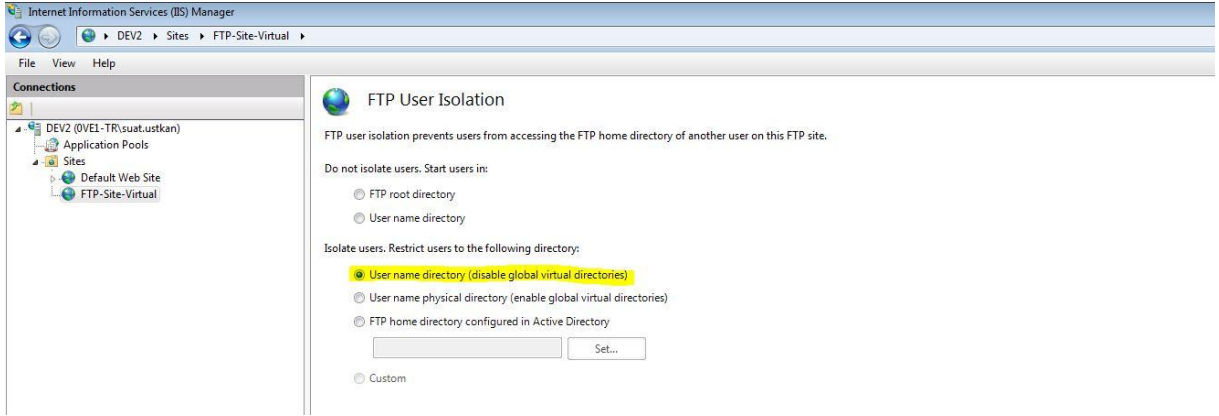 Internet Information Services (IIS) Manager
DEV2 Sites FTP-Site-Virtual
File View Help
Connections
DEV2 (0VE1-TR\suat.ustkan)
Application Pools
Sites
Default Web Site
FTP-Site-Virtual
FTP User Isolation
FTP user isolation prevents users from accessing the FTP home directory of another user on this FTP site.
Do not isolate users. Start users in:
FTP root directory
User name directory
Isolate users. Restrict users to the following directory:
User name directory (disable global virtual directories)
User name physical directory (enable global virtual directories)
FTP home directory configured in Active Directory
Set...
Custom